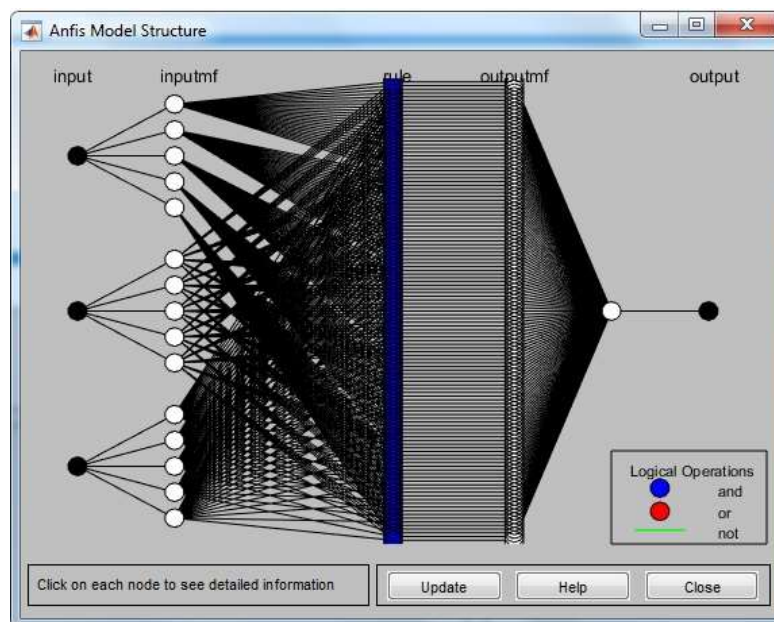 Anfis Model Structure
input inputmf rule outputmf output
Logical Operations
and
or
not
Click on each node to see detailed information
Update Help Close